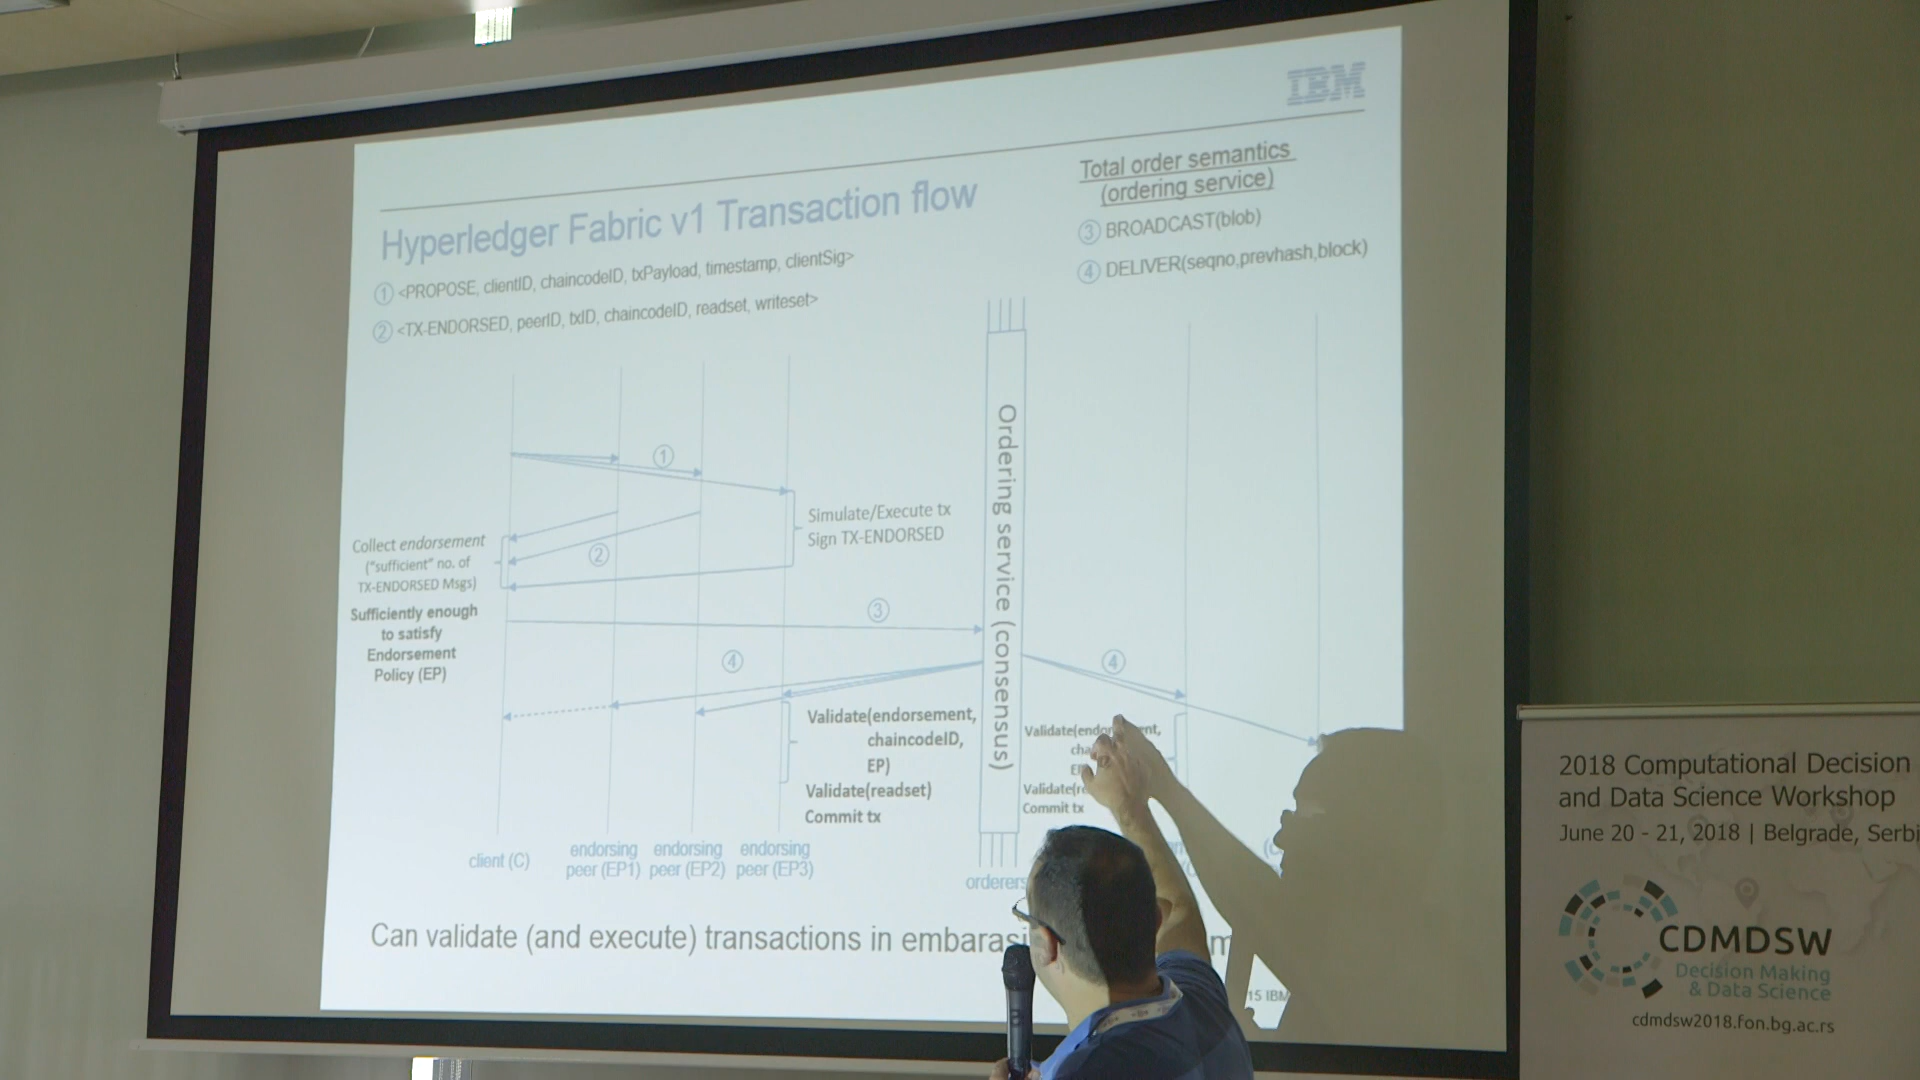 IBM
Total order semantics
(ordering service)
③ BROADCAST(blob)
④ DELIVER(seqno,prevhash,block)
Hyperledger Fabric v1 Transaction flow
① <PROPOSE, clientID, chaincodeID, txPayload, timestamp, clientSig>
② <TX-ENDORSED, peerID, txID, chaincodeID, readset, writeset>
①
Simulate/Execute tx
Sign TX-ENDORSED
Collect endorsement
("sufficient" no. of
TX-ENDORSED Msgs)
②
Sufficiently enough
to satisfy
Endorsement
Policy (EP)
③
④
④
Ordering service (consensus)
Validate(endorsement,
chaincodeID,
EP)
Validate(readset)
Commit tx
Commit tx
client (C)
endorsing
peer (EP1)
endorsing
peer (EP2)
endorsing
peer (EP3)
orderers
Can validate (and execute) transactions in
15 IBM
2018 Computational Decision
and Data Science Workshop
June 20 - 21, 2018 | Belgrade, Serbi
CDMDSW
Decision Making
& Data Science
cdmdsw2018.fon.bg.ac.rs